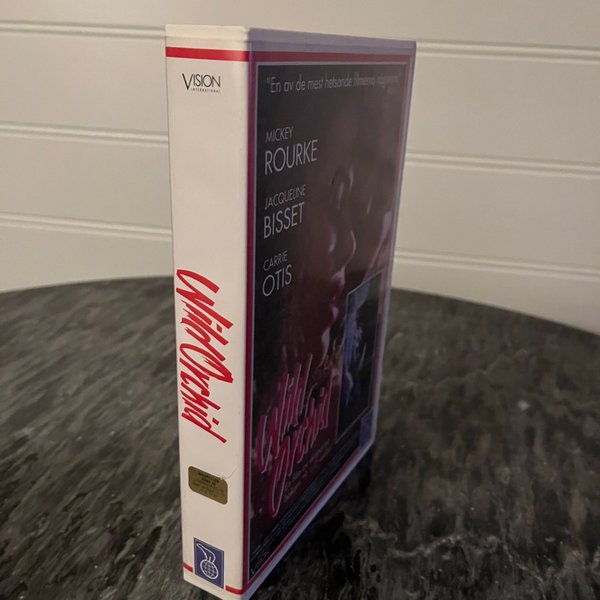 VISION
INTERNATIONAL
Wild Orchid
"En av de mest hetsande filmerna någonsin
MICKEY
ROURKE
JACQUELINE
BISSET
CARRIE
OTIS
Wild
Orchid